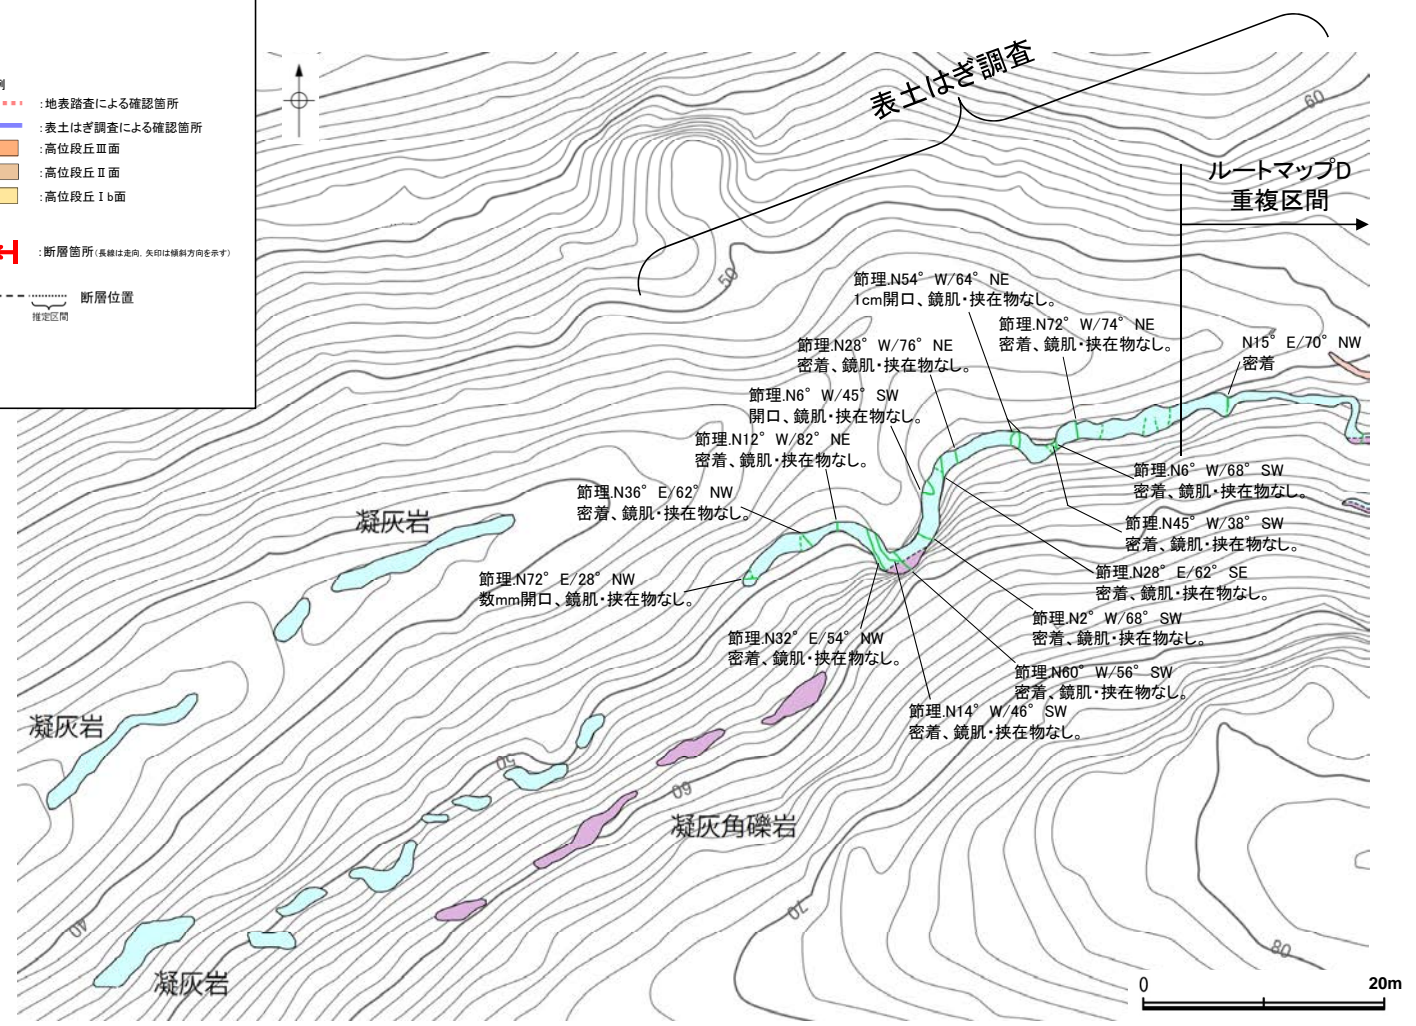 例
：地表踏査による確認箇所
：表土はぎ調査による確認箇所
：高位段丘Ⅲ面
：高位段丘Ⅱ面
：高位段丘Ⅰb面
：断層箇所（長線は走向、矢印は傾斜方向を示す）
断層位置
推定区間
表土はぎ調査
60
ルートマップD
重複区間
50
節理.N54°W/64°NE
1cm開口、鏡肌・挟在物なし。
節理.N72°W/74°NE
密着、鏡肌・挟在物なし。
N15°E/70°NW
密着
節理.N28°W/76°NE
密着、鏡肌・挟在物なし。
節理.N6°W/45°SW
開口、鏡肌・挟在物なし。
節理.N12°W/82°NE
密着、鏡肌・挟在物なし。
節理.N36°E/62°NW
密着、鏡肌・挟在物なし。
節理.N6°W/68°SW
密着、鏡肌・挟在物なし。
節理.N45°W/38°SW
密着、鏡肌・挟在物なし。
凝灰岩
節理.N72°E/28°NW
数mm開口、鏡肌・挟在物なし。
節理.N28°E/62°SE
密着、鏡肌・挟在物なし。
節理.N2°W/68°SW
密着、鏡肌・挟在物なし。
節理.N32°E/54°NW
密着、鏡肌・挟在物なし。
節理.N60°W/56°SW
密着、鏡肌・挟在物なし。
節理.N14°W/46°SW
密着、鏡肌・挟在物なし。
凝灰岩
50
60
凝灰角礫岩
40
70
80
凝灰岩
0
20m